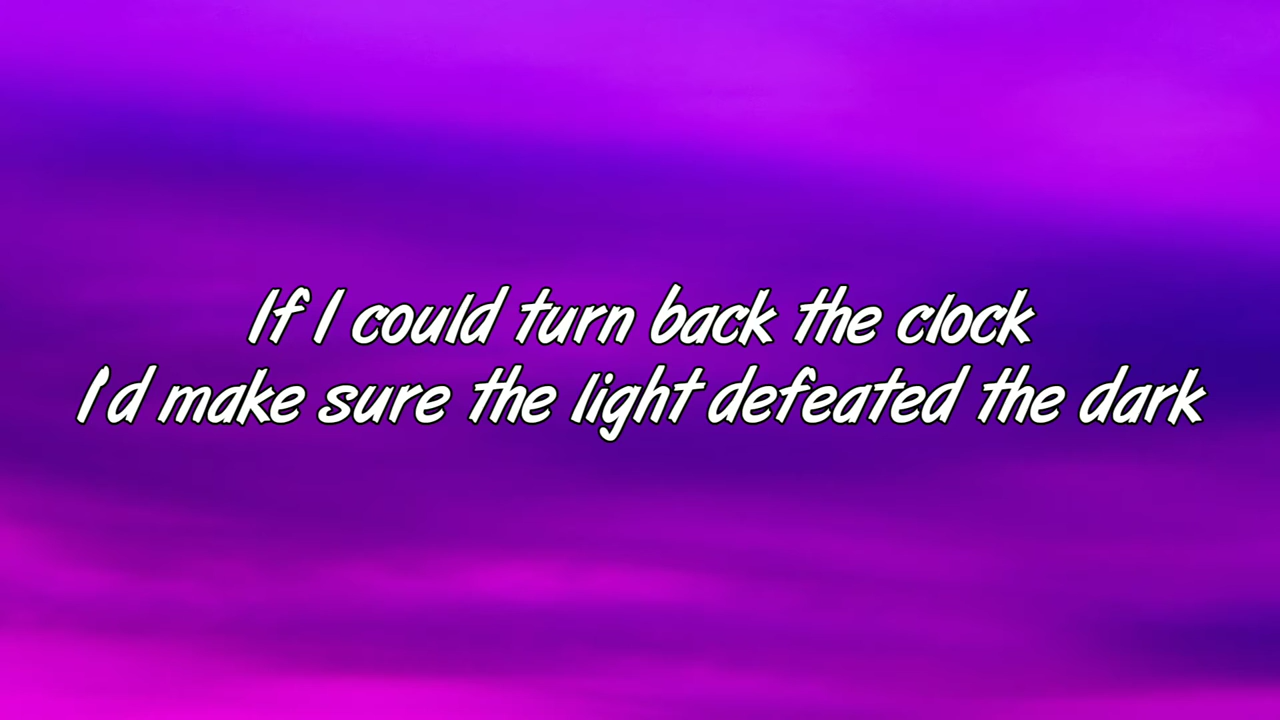 If I could turn back the clock
I'd make sure the light defeated the dark